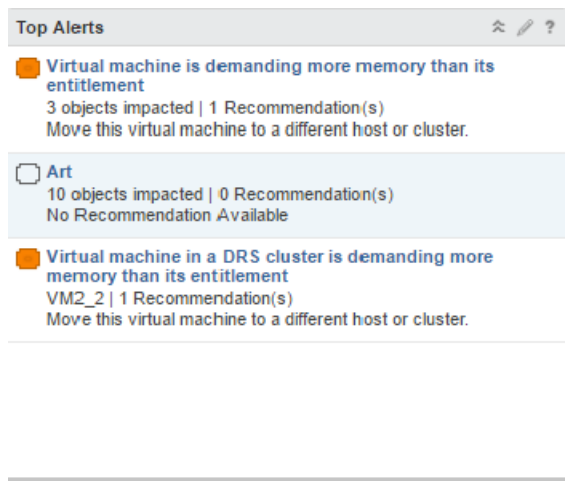 Top Alerts ?
Virtual machine is demanding more memory than its
entitlement
3 objects impacted | 1 Recommendation(s)
Move this virtual machine to a different host or cluster.
Art
10 objects impacted | 0 Recommendation(s)
No Recommendation Available
Virtual machine in a DRS cluster is demanding more
memory than its entitlement
VM2_2 | 1 Recommendation(s)
Move this virtual machine to a different host or cluster.